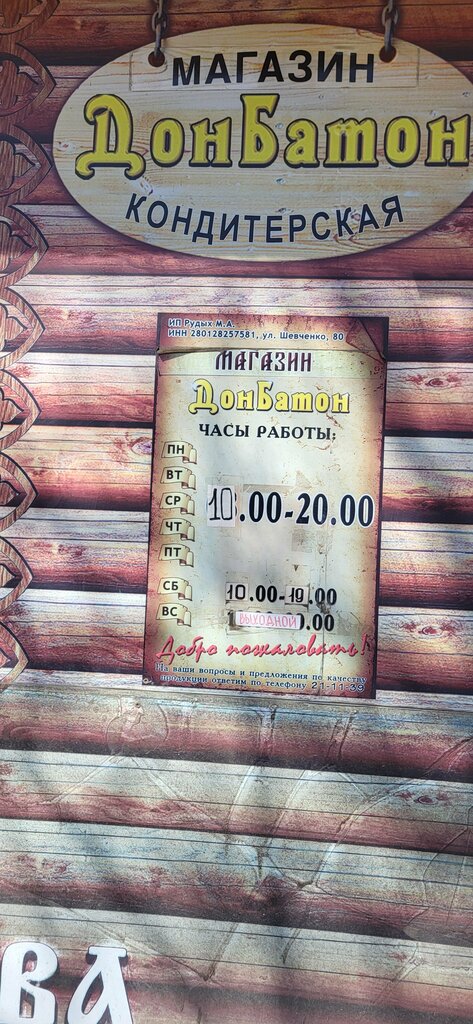 МАГАЗИН
ДонБатон
КОНДИТЕРСКАЯ
ИП Рудых М.А.
ИНН 280128257581, ул. Шевченко, 80
МАГАЗИН
ДонБатон
ЧАСЫ РАБОТЫ:
ПН
ВТ
СР 10.00-20.00
ЧТ
ПТ
СБ 10.00-19.00
ВС ВЫХОДНОЙ .00
Добро пожаловать!
На ваши вопросы и предложения по качеству
продукции ответим по телефону 21-11-39
ВА